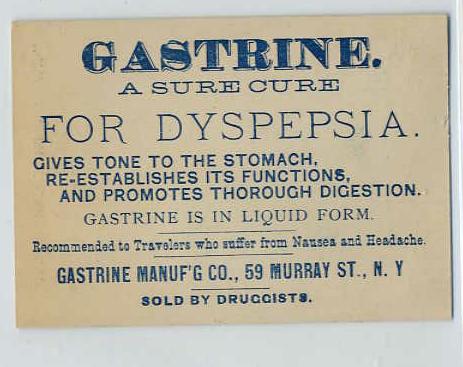 GASTRINE.
A SURE CURE
FOR DYSPEPSIA.
GIVES TONE TO THE STOMACH,
RE-ESTABLISHES ITS FUNCTIONS,
AND PROMOTES THOROUGH DIGESTION.
GASTRINE IS IN LIQUID FORM.
Recommended to Travelers who suffer from Nausea and Headache.
GASTRINE MANUF'G CO., 59 MURRAY ST., N. Y
SOLD BY DRUGGISTS.